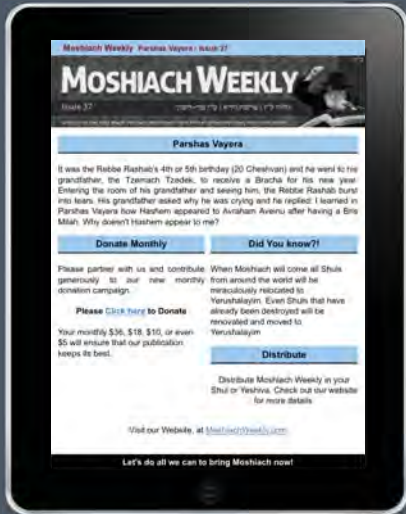 Moshiach Weekly Parshas Vayera - Issue 37
MOSHIACH WEEKLY
Issue 37
Parshas Vayera
It was the Rebbe Rashab's 4th or 5th birthday (20 Cheshvan) and he went to his
grandfather, the Tzemach Tzedek, to receive a Bracha for his new year.
Entering the room of his grandfather and seeing him, the Rebbe Rashab burst
into tears. His grandfather asked why he was crying and he replied: I learned in
Parshas Vayera how Hashem appeared to Avraham Aveinu after having a Bris
Milah. Why doesn't Hashem appear to me?
Donate Monthly
Please partner with us and contribute
generously to our new monthly
donation campaign.
Please Click here to Donate
Your monthly $36, $18, $10, or even
$5 will ensure that our publication
keeps its best.
Did You know?!
When Moshiach will come all Shuls
from around the world will be
miraculously relocated to
Yerushalayim. Even Shuls that have
already been destroyed will be
renovated and moved to
Yerushalayim
Distribute
Distribute Moshiach Weekly in your
Shul or Yeshiva. Check out our website
for more details
Visit our Website, at MoshiachWeekly.com
Let's do all we can to bring Moshiach now!